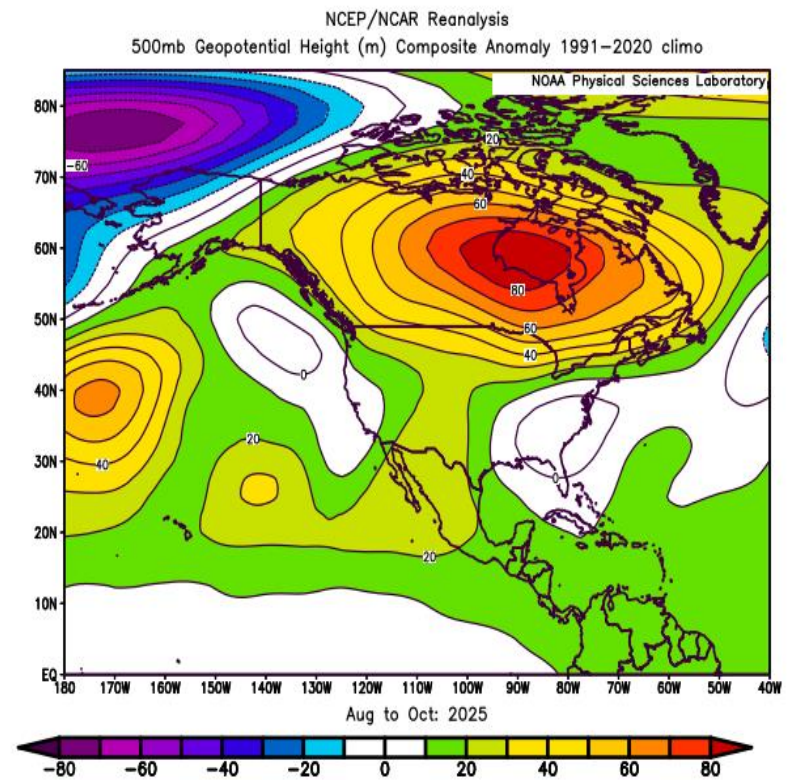 NCEP/NCAR Reanalysis
500mb Geopotential Height (m) Composite Anomaly 1991-2020 climo
NOAA Physical Sciences Laboratory
80N
70N
60N
50N
40N
30N
20N
10N
EQ
-60
20
40
60
80
60
40
0
20
40
0
20
180 170W 160W 150W 140W 130W 120W 110W 100W 90W 80W 70W 60W 50W 40W
Aug to Oct: 2025
-80 -60 -40 -20 0 20 40 60 80